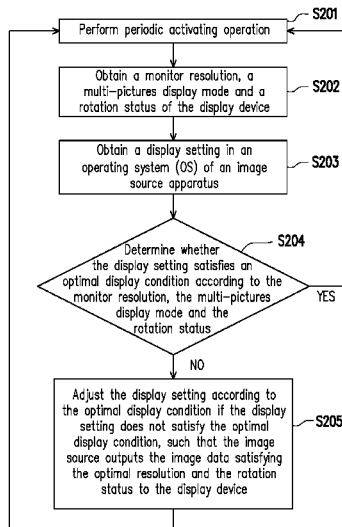 S201
Perform periodic activating operation
S202
Obtain a monitor resolution, a
multi-pictures display mode and a
rotation status of the display device
S203
Obtain a display setting in an
operating system (OS) of an image
source apparatus
S204
Determine whether
the display setting satisfies an
optimal display condition according to the
monitor resolution, the multi-pictures
display mode and the
rotation status
YES
NO
Adjust the display setting according to
the optimal display condition if the display
setting does not satisfy the optimal
display condition, such that the image
source outputs the image data satisfying
the optimal resolution and the rotation
status to the display device
S205